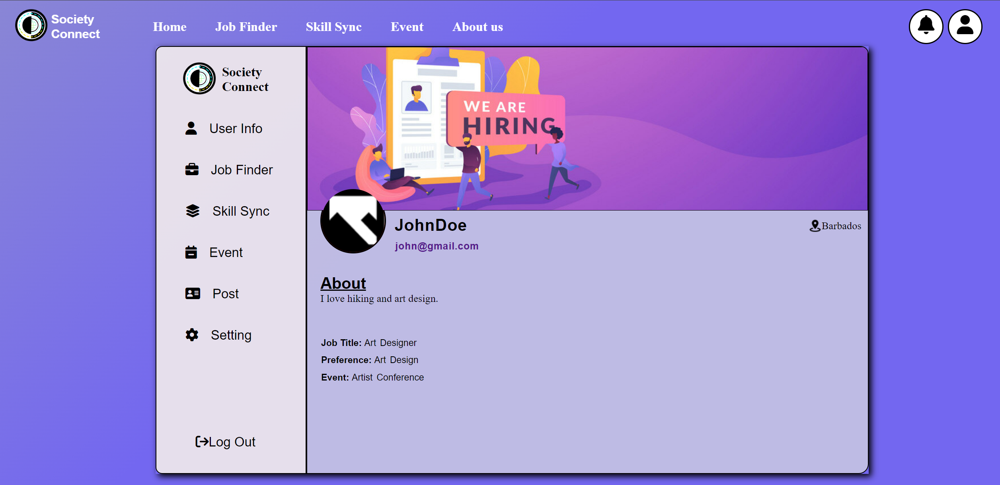 Society
Connect
Home Job Finder Skill Sync Event About us
Society
Connect
User Info
Job Finder
Skill Sync
Event
Post
Setting
Log Out
WE ARE
HIRING
JohnDoe
Barbados
john@gmail.com
About
I love hiking and art design.
Job Title: Art Designer
Preference: Art Design
Event: Artist Conference